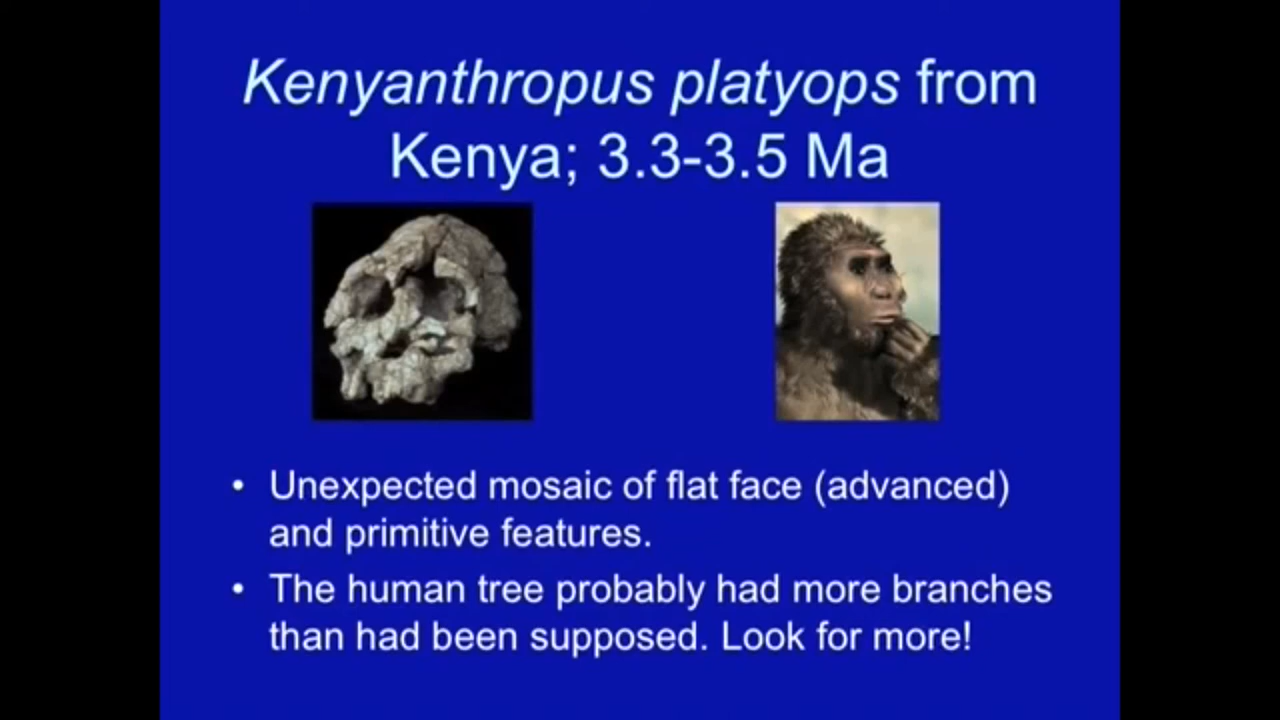 Kenyanthropus platyops from
Kenya; 3.3-3.5 Ma
• Unexpected mosaic of flat face (advanced)
and primitive features.
• The human tree probably had more branches
than had been supposed. Look for more!